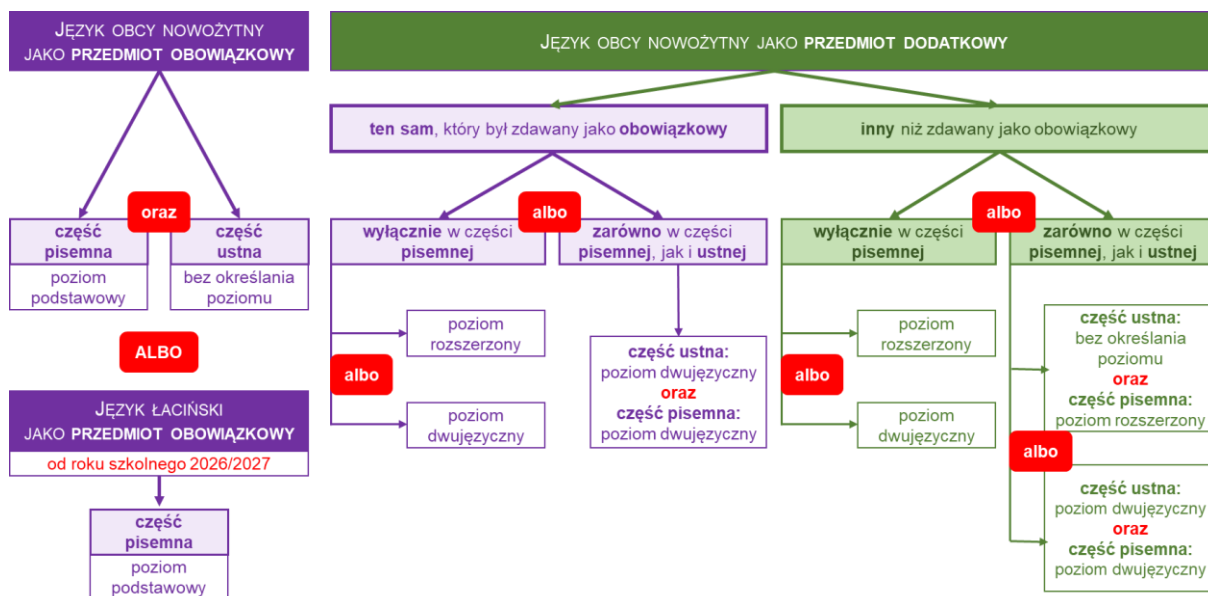 JĘZYK OBCY NOWOŻYTNY
JAKO PRZEDMIOT OBOWIĄZKOWY
oraz
część
pisemna
poziom
podstawowy
część
ustna
bez określania
poziomu
ALBO
JĘZYK ŁACIŃSKI
JAKO PRZEDMIOT OBOWIĄZKOWY
od roku szkolnego 2026/2027
część
pisemna
poziom
podstawowy
JĘZYK OBCY NOWOŻYTNY JAKO PRZEDMIOT DODATKOWY
ten sam, który był zdawany jako obowiązkowy
albo
wyłącznie w części
pisemnej
poziom
rozszerzony
albo
poziom
dwujęzyczny
zarówno w części
pisemnej, jak i ustnej
część ustna:
poziom dwujęzyczny
oraz
część pisemna:
poziom dwujęzyczny
inny niż zdawany jako obowiązkowy
albo
wyłącznie w części
pisemnej
poziom
rozszerzony
albo
poziom
dwujęzyczny
zarówno w części
pisemnej, jak i ustnej
część ustna:
bez określania
poziomu
oraz
część pisemna:
poziom rozszerzony
albo
część ustna:
poziom dwujęzyczny
oraz
część pisemna:
poziom dwujęzyczny